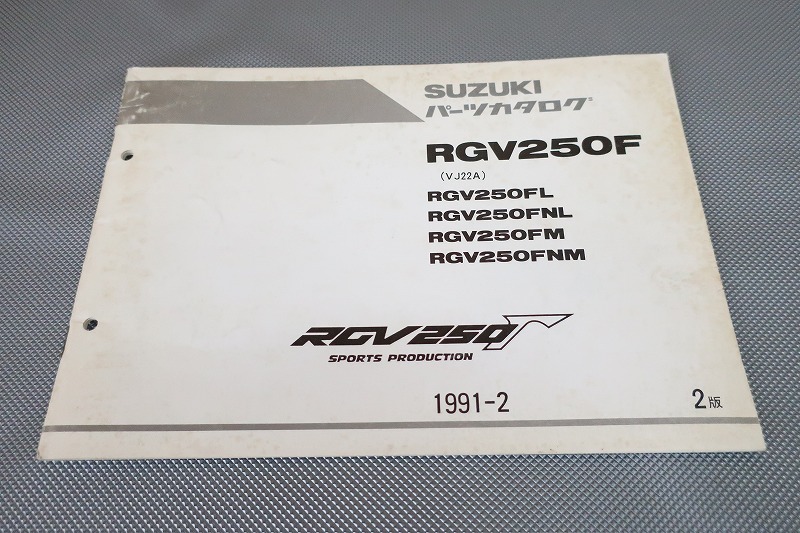 SUZUKI
パーツカタログ®
RGV250F
(VJ22A)
RGV250FL
RGV250FNL
RGV250FM
RGV250FNM
RGV250Γ
SPORTS PRODUCTION
1991-2
2版